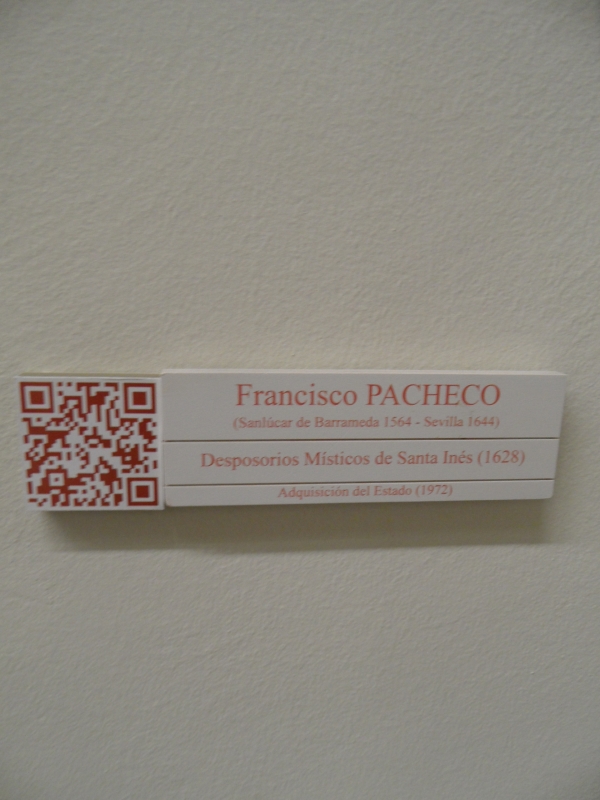 Francisco PACHECO
(Sanlúcar de Barrameda 1564 - Sevilla 1644)
Desposorios Místicos de Santa Inés (1628)
Adquisición del Estado (1972)